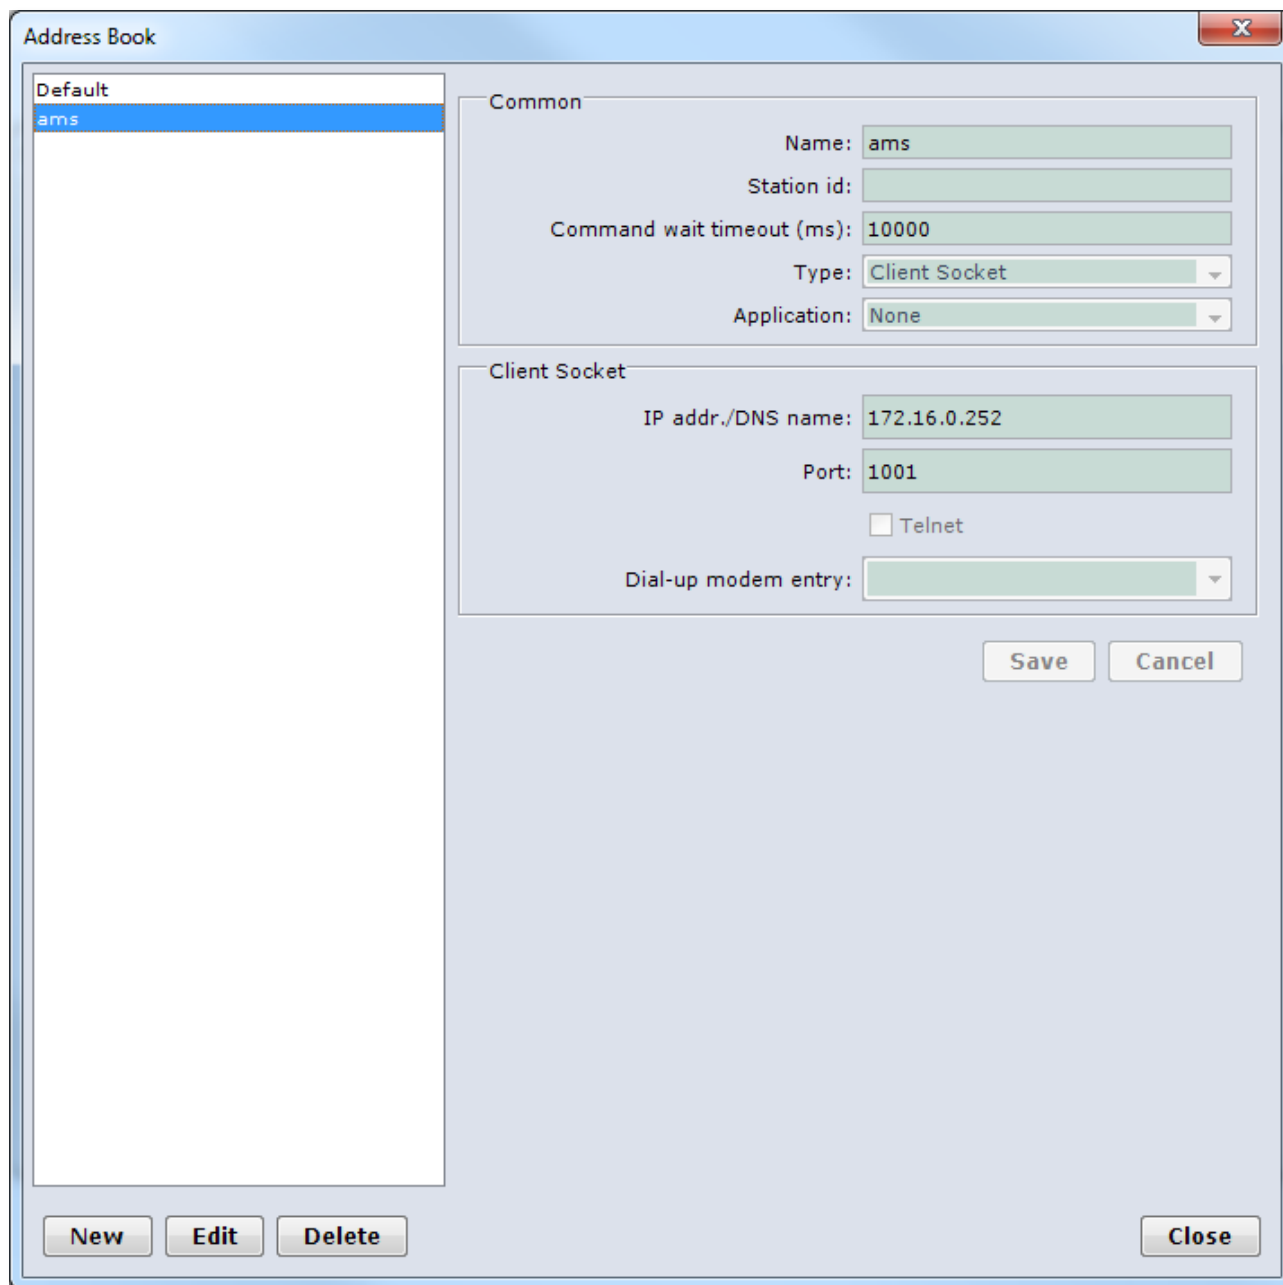 Address Book
Default
ams
Common
Name: ams
Station id:
Command wait timeout (ms): 10000
Type: Client Socket
Application: None
Client Socket
IP addr./DNS name: 172.16.0.252
Port: 1001
Telnet
Dial-up modem entry:
Save Cancel
New Edit Delete Close